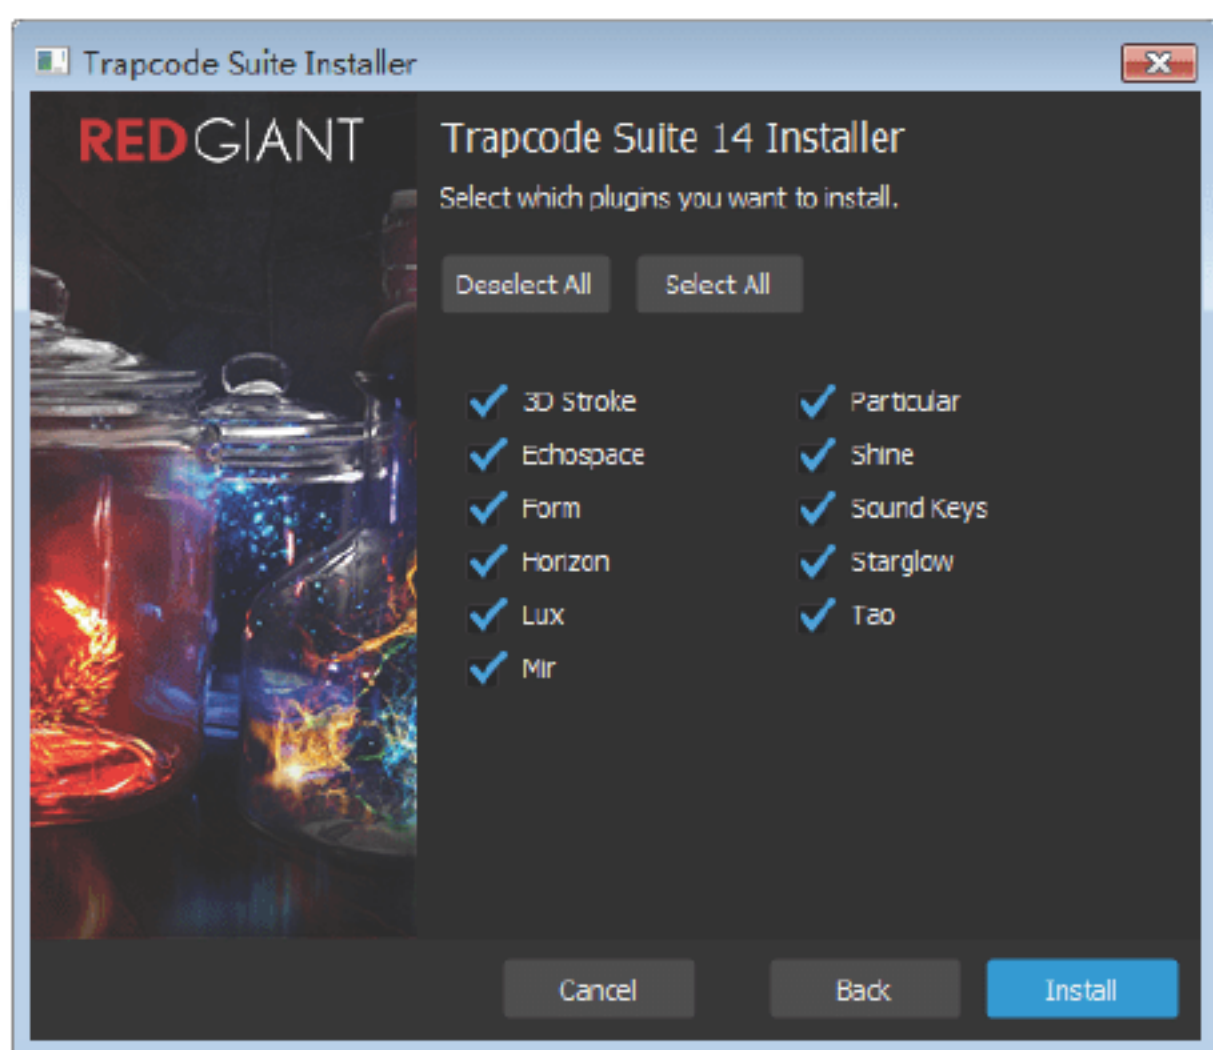 Trapcode Suite Installer
REDGIANT
Trapcode Suite 14 Installer
Select which plugins you want to install.
Deselect All
Select All
3D Stroke
Particular
Echospace
Shine
Form
Sound Keys
Horizon
Starglow
Lux
Tao
Mir
Cancel
Back
Install